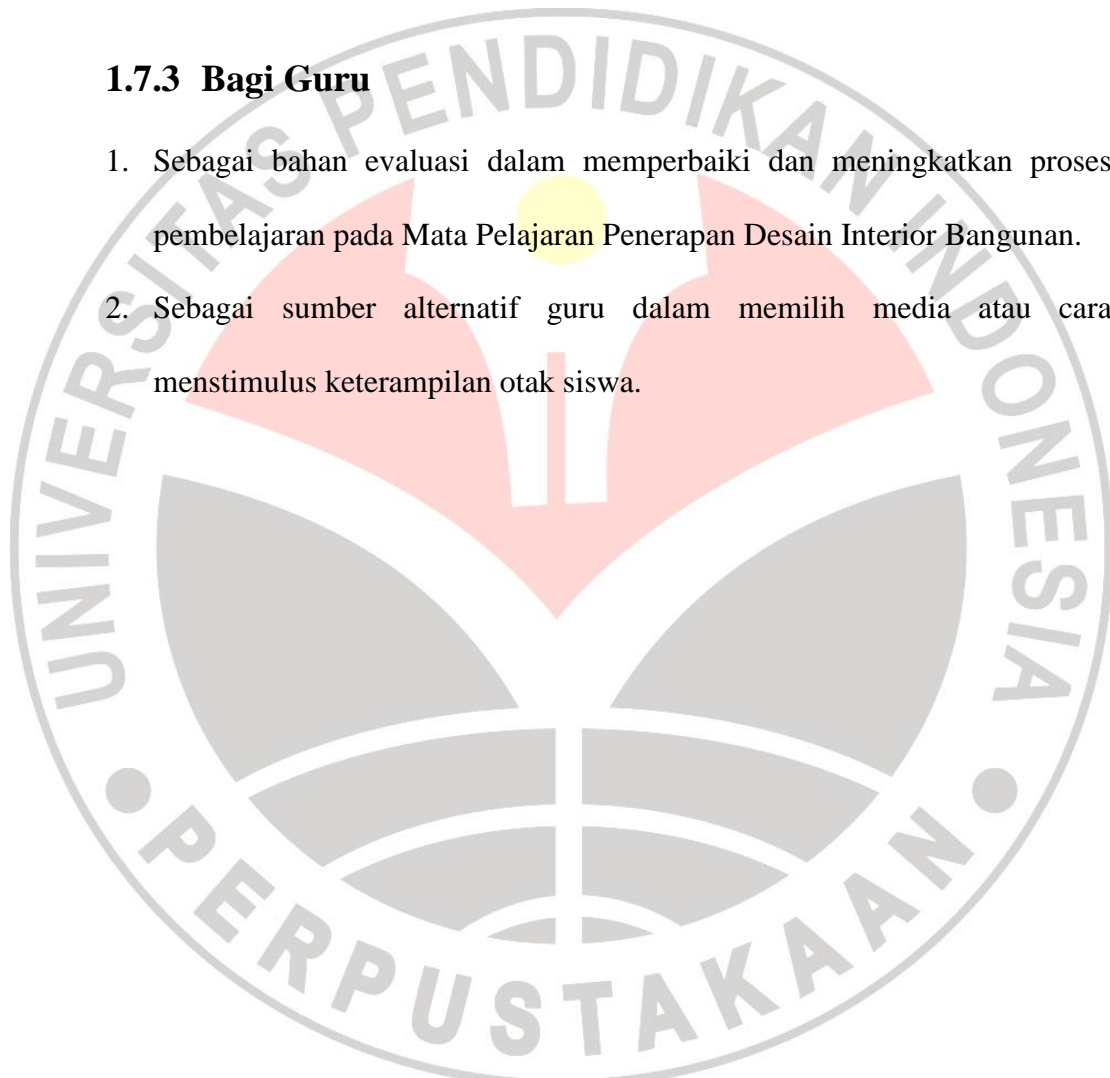 1.7.3 Bagi Guru
1. Sebagai bahan evaluasi dalam memperbaiki dan meningkatkan proses
pembelajaran pada Mata Pelajaran Penerapan Desain Interior Bangunan.
2. Sebagai sumber alternatif guru dalam memilih media atau cara
menstimulus keterampilan otak siswa.
UNIVERSITAS PENDIDIKAN INDONESIA
PERPUSTAKAAN